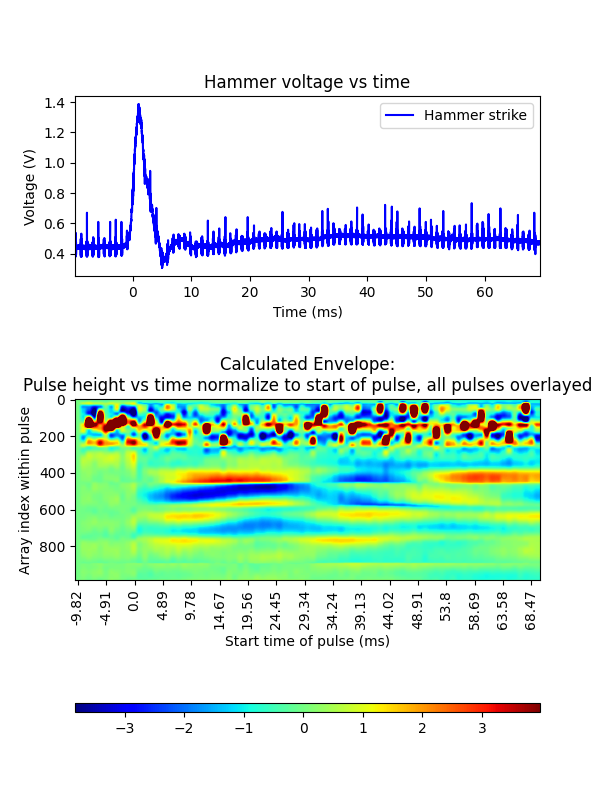 Hammer voltage vs time
Voltage (V)
1.4
1.2
1.0
0.8
0.6
0.4
Hammer strike
0 10 20 30 40 50 60
Time (ms)
Calculated Envelope:
Pulse height vs time normalize to start of pulse, all pulses overlayed
Array index within pulse
0
200
400
600
800
-9.82 -4.91 0.0 4.89 9.78 14.67 19.56 24.45 29.34 34.24 39.13 44.02 48.91 53.8 58.69 63.58 68.47
Start time of pulse (ms)
−3 −2 −1 0 1 2 3